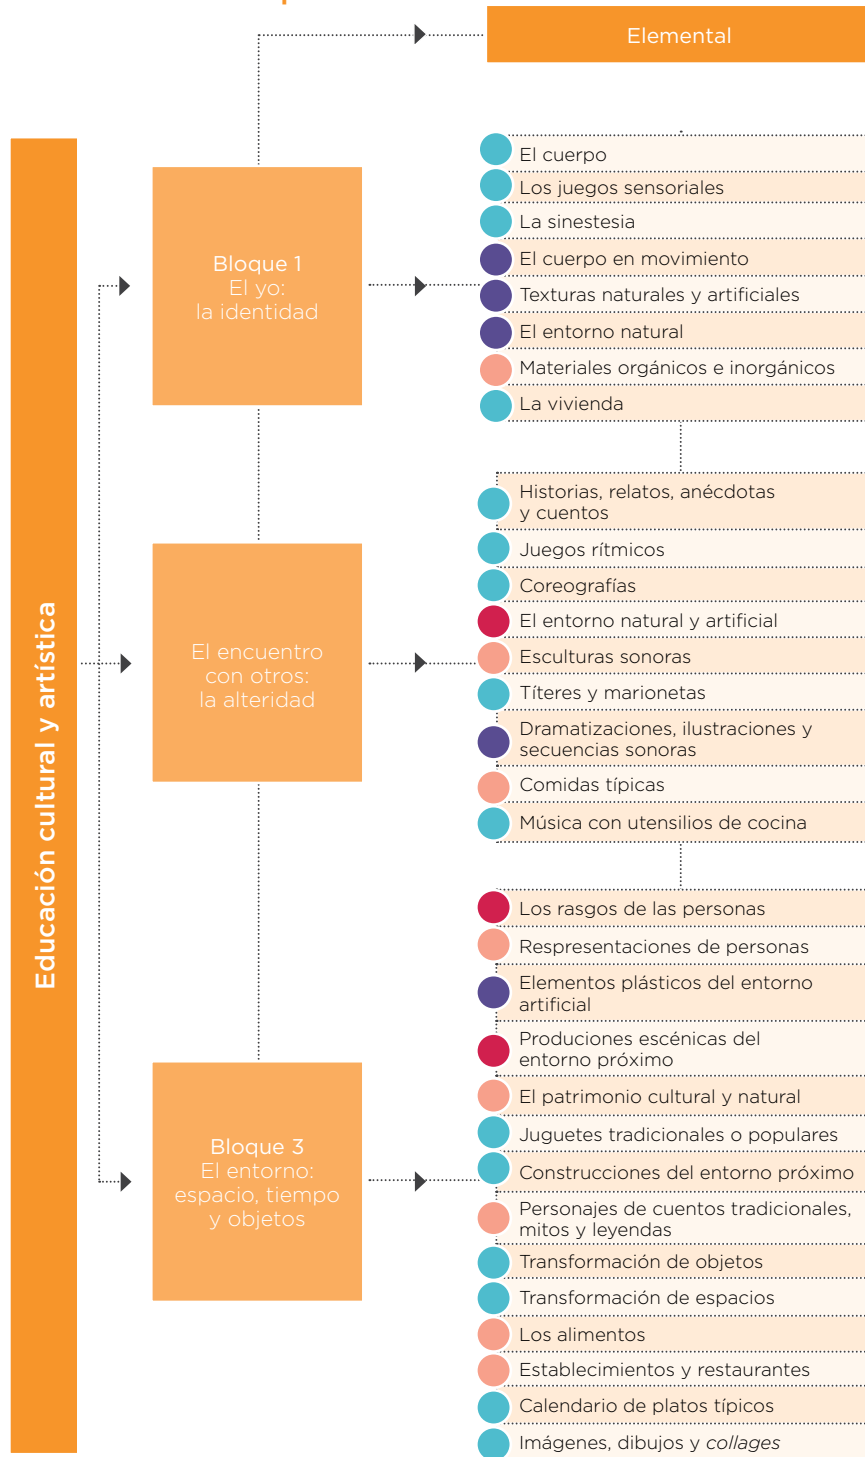 Elemental
Educación cultural y artística
Bloque 1
El yo:
la identidad
El cuerpo
Los juegos sensoriales
La sinestesia
El cuerpo en movimiento
Texturas naturales y artificiales
El entorno natural
Materiales orgánicos e inorgánicos
La vivienda
El encuentro
con otros:
la alteridad
Historias, relatos, anécdotas
y cuentos
Juegos rítmicos
Coreografías
El entorno natural y artificial
Esculturas sonoras
Títeres y marionetas
Dramatizaciones, ilustraciones y
secuencias sonoras
Comidas típicas
Música con utensilios de cocina
Bloque 3
El entorno:
espacio, tiempo
y objetos
Los rasgos de las personas
Respresentaciones de personas
Elementos plásticos del entorno
artificial
Produciones escénicas del
entorno próximo
El patrimonio cultural y natural
Juguetes tradicionales o populares
Construcciones del entorno próximo
Personajes de cuentos tradicionales,
mitos y leyendas
Transformación de objetos
Transformación de espacios
Los alimentos
Establecimientos y restaurantes
Calendario de platos típicos
Imágenes, dibujos y collages